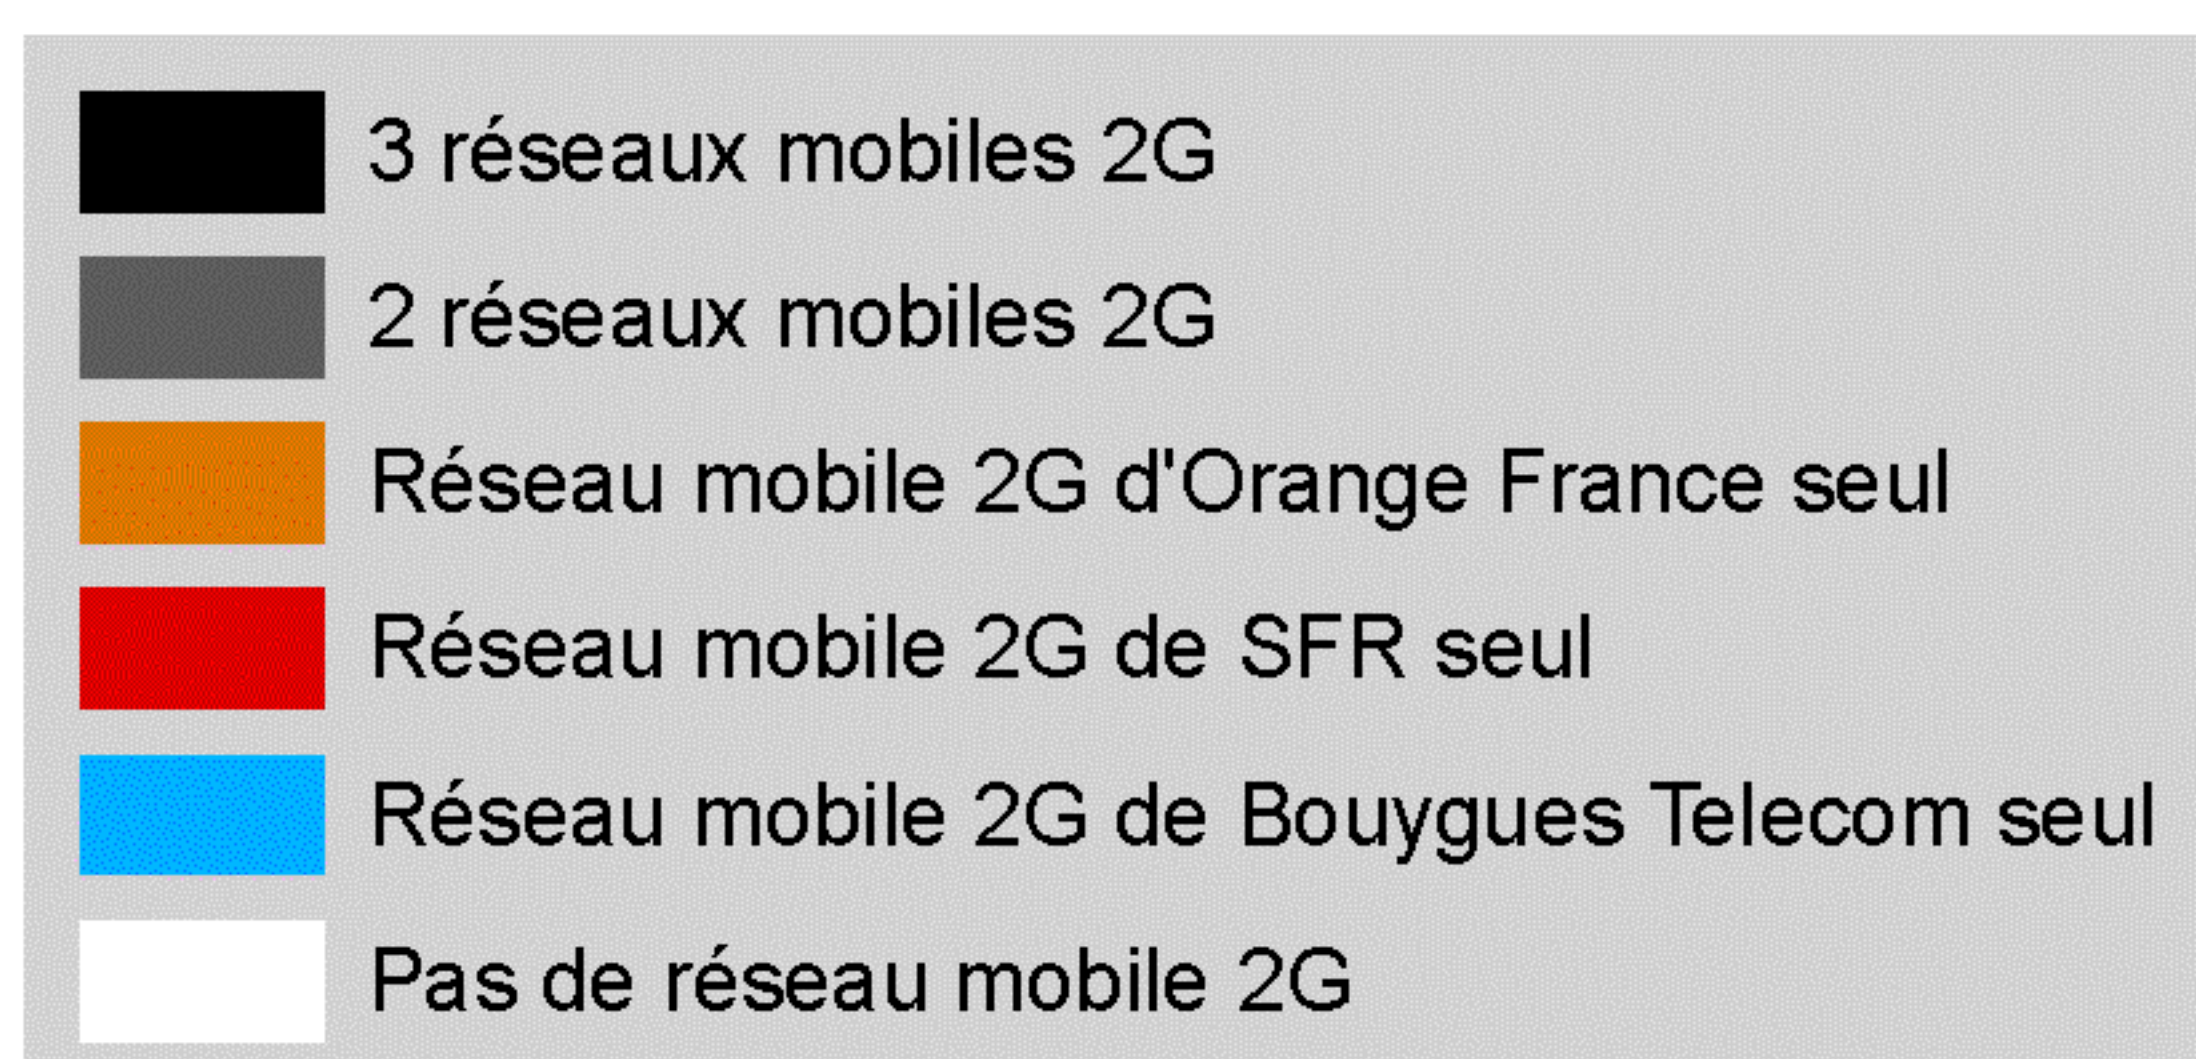 3 réseaux mobiles 2G
2 réseaux mobiles 2G
Réseau mobile 2G d'Orange France seul
Réseau mobile 2G de SFR seul
Réseau mobile 2G de Bouygues Telecom seul
Pas de réseau mobile 2G